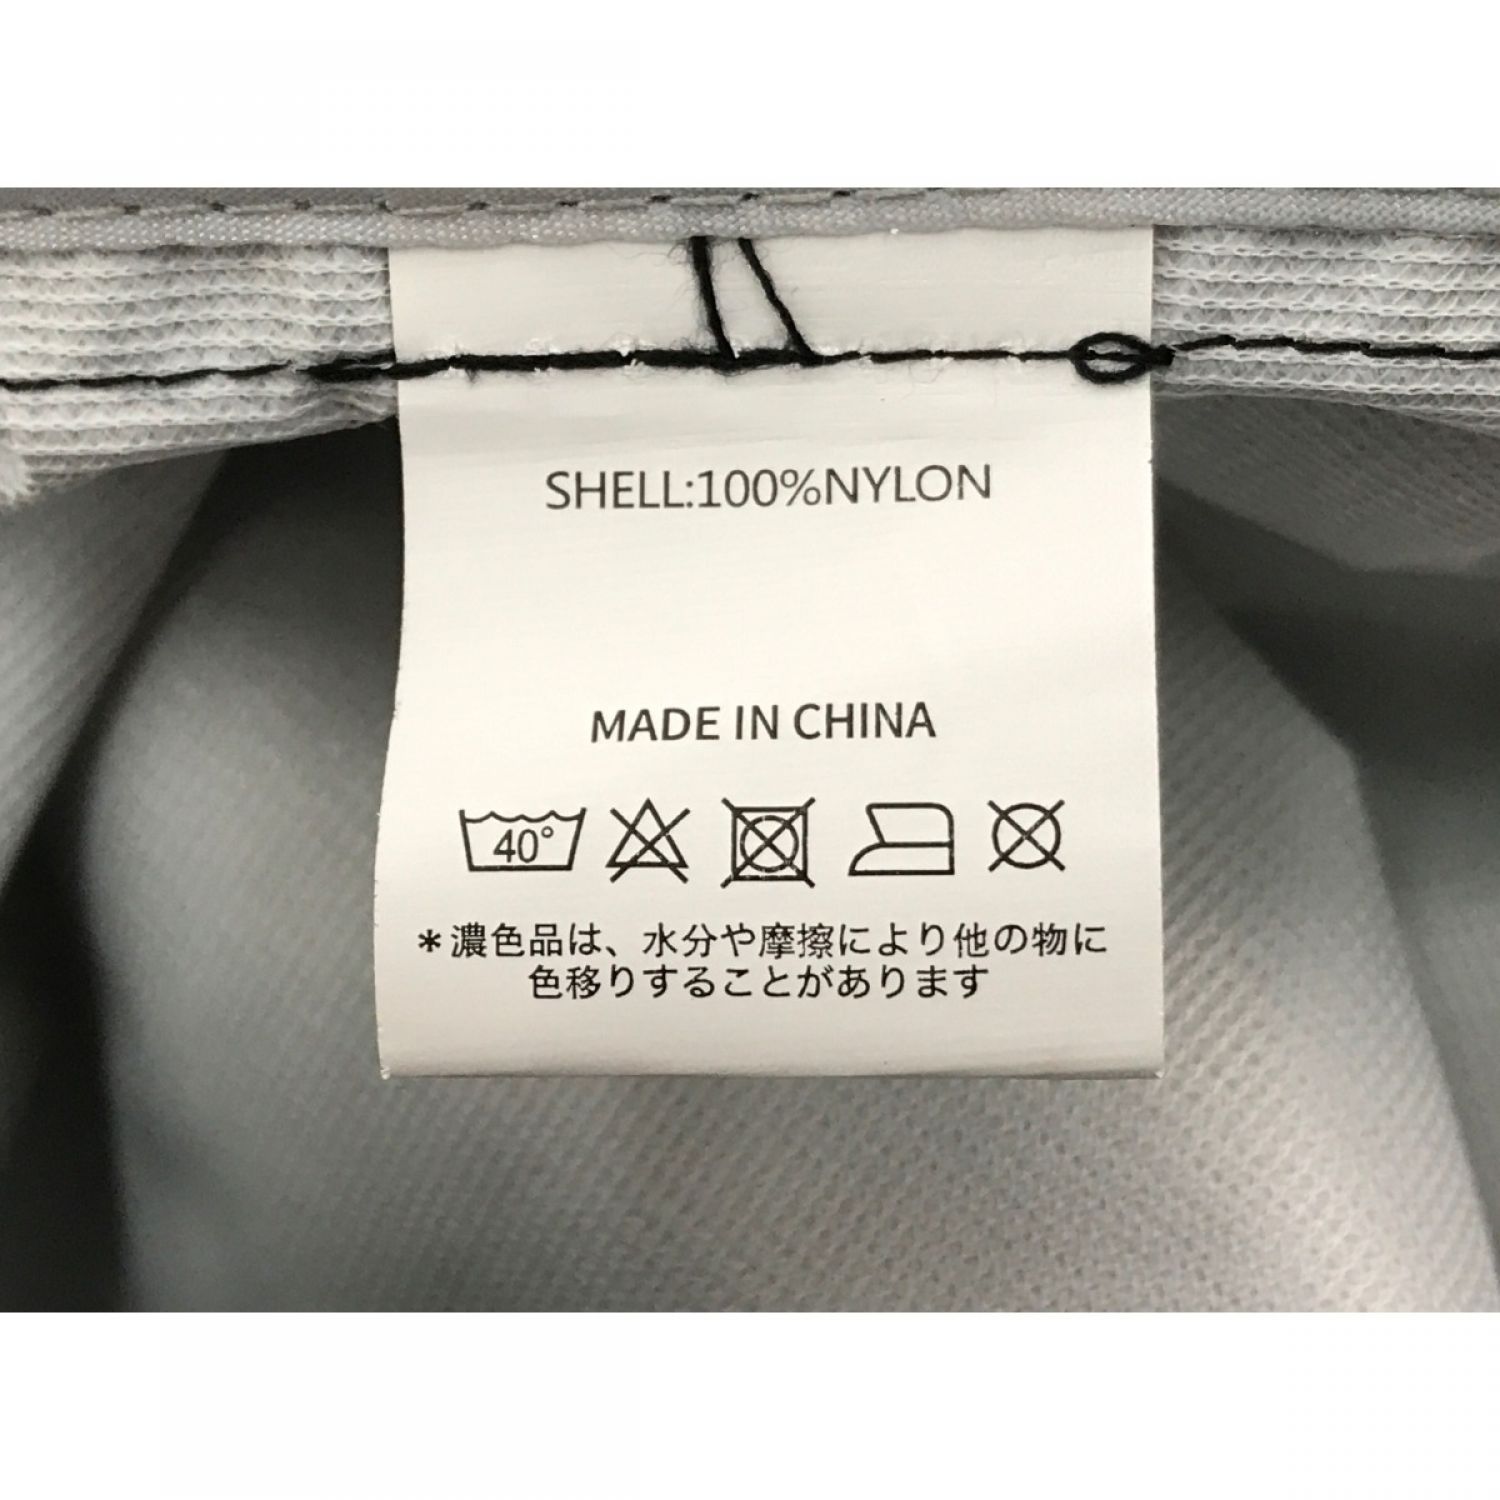 SHELL:100%NYLON
MADE IN CHINA
40°
＊濃色品は、水分や摩擦により他の物に
色移りすることがあります